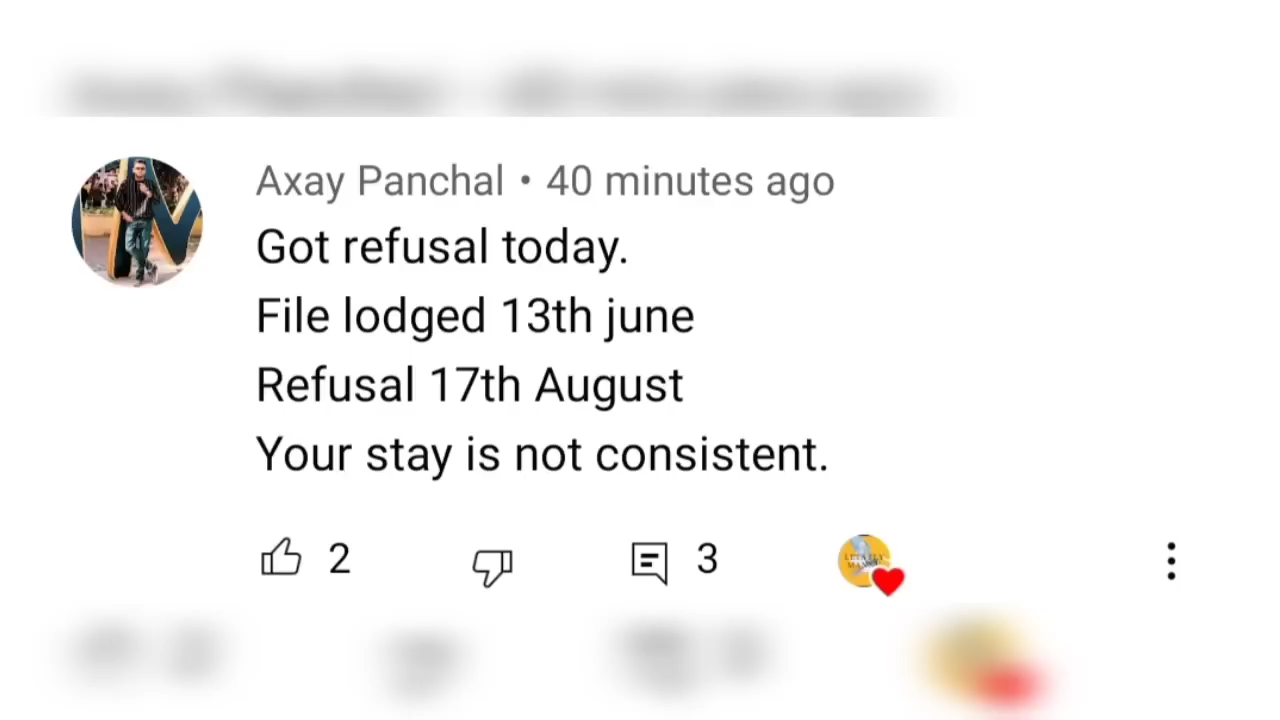 Axay Panchal • 40 minutes ago
Got refusal today.
File lodged 13th june
Refusal 17th August
Your stay is not consistent.
2 3